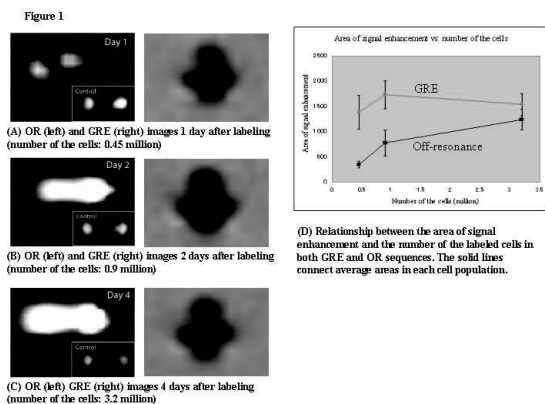 Figure 1
Day 1
Control
(A) OR (left) and GRE (right) images 1 day after labeling
(number of the cells: 0.45 million)
Day 2
Control
(B) OR (left) and GRE (right) images 2 days after labeling
(number of the cells: 0.9 million)
Day 4
Control
(C) OR (left) GRE (right) images 4 days after labeling
(number of the cells: 3.2 million)
Area of signal enhancement vs. number of the cells
Area of signal enhancement
2500
2000
1500
1000
500
0
GRE
Off-resonance
0 0.5 1 1.5 2 2.5 3 3.5
Number of the cells (million)
(D) Relationship between the area of signal
enhancement and the number of the labeled cells in
both GRE and OR sequences. The solid lines
connect average areas in each cell population.